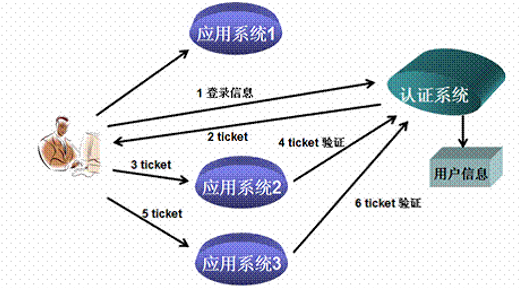 应用系统1
1 登录信息
认证系统
2 ticket
4 ticket 验证
3 ticket
应用系统2
用户信息
5 ticket
6 ticket 验证
应用系统3